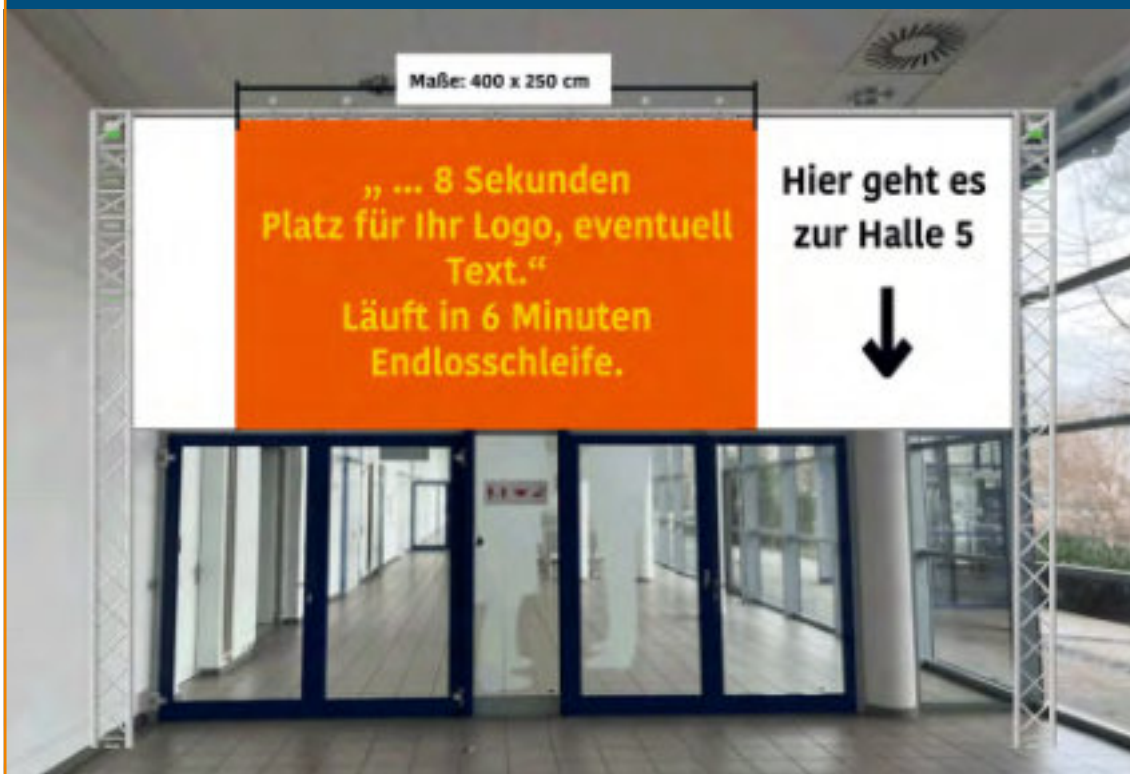 Maße: 400 x 250 cm
„ ... 8 Sekunden
Platz für Ihr Logo, eventuell
Text.“
Läuft in 6 Minuten
Endlosschleife.
Hier geht es
zur Halle 5